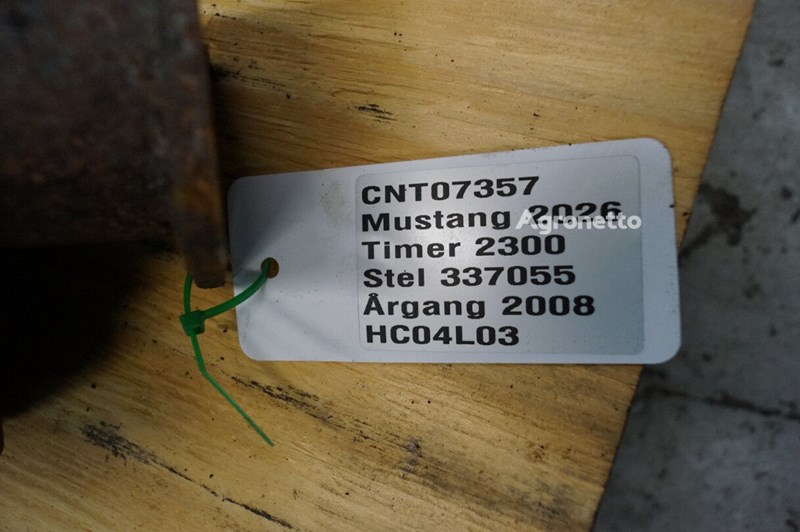 CNT07357
Mustang 2026
Agronetto
Timer 2300
Stel 337055
Årgang 2008
HC04L03